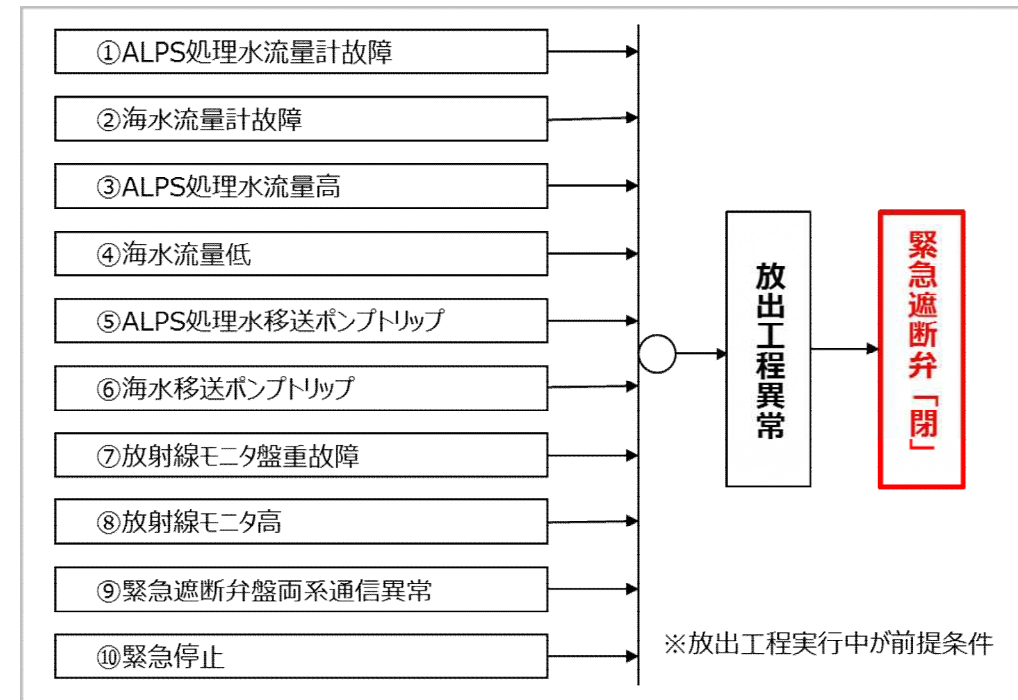 ①ALPS処理水流量計故障
②海水流量計故障
③ALPS処理水流量高
④海水流量低
⑤ALPS処理水移送ポンプトリップ
⑥海水移送ポンプトリップ
⑦放射線モニタ盤重故障
⑧放射線モニタ高
⑨緊急遮断弁盤両系通信異常
⑩緊急停止
放出工程異常
緊急遮断弁「閉」
※放出工程実行中が前提条件